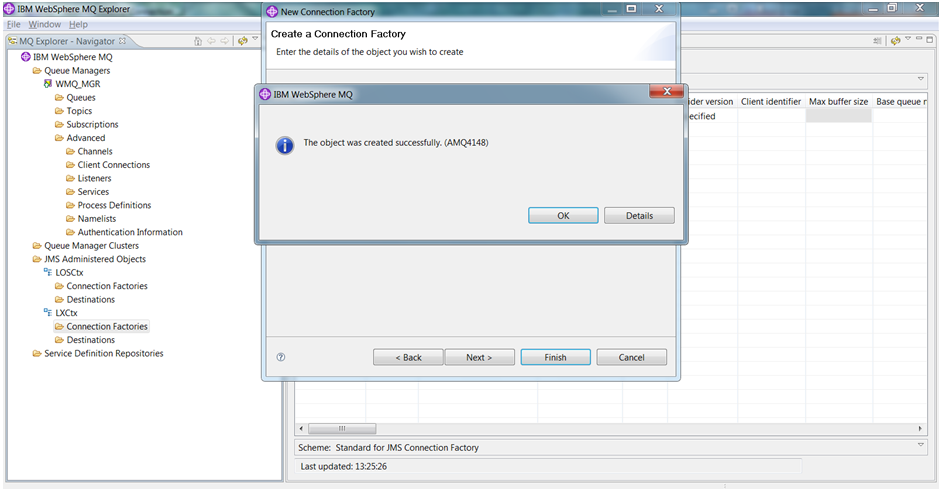 IBM WebSphere MQ Explorer
File Window Help
MQ Explorer - Navigator
IBM WebSphere MQ
Queue Managers
WMQ_MGR
Queues
Topics
Subscriptions
Advanced
Channels
Client Connections
Listeners
Services
Process Definitions
Namelists
Authentication Information
Queue Manager Clusters
JMS Administered Objects
LOSCtx
Connection Factories
Destinations
LXCtx
Connection Factories
Destinations
Service Definition Repositories
New Connection Factory
Create a Connection Factory
Enter the details of the object you wish to create
IBM WebSphere MQ
The object was created successfully. (AMQ4148)
OK Details
< Back Next > Finish Cancel
ider version Client identifier Max buffer size Base queue n
ecified
Scheme: Standard for JMS Connection Factory
Last updated: 13:25:26